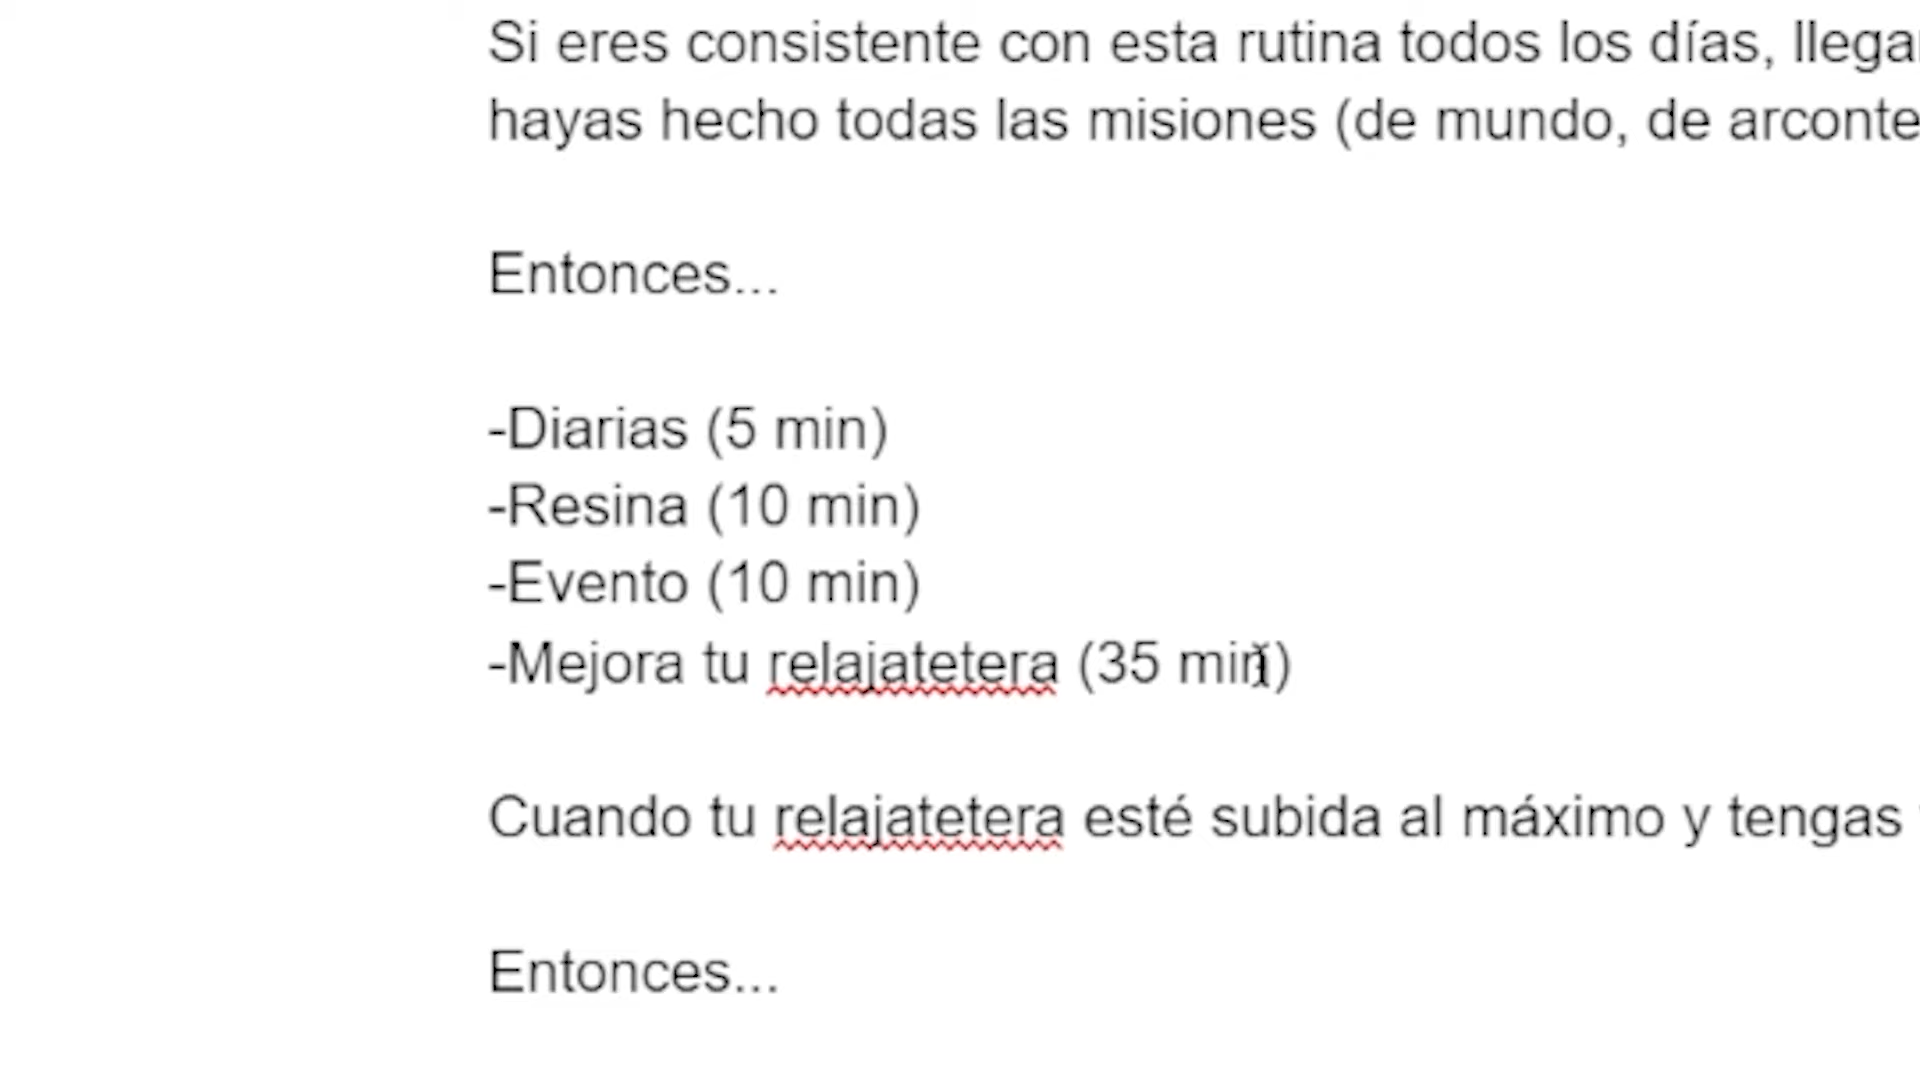 Si eres consistente con esta rutina todos los días,
hayas hecho todas las misiones (de mundo, de
Entonces...
-Diarias (5 min)
-Resina (10 min)
-Evento (10 min)
-Mejora tu relajatetera (35 min)
Cuando tu relajatetera esté subida al máximo y tengas
Entonces...